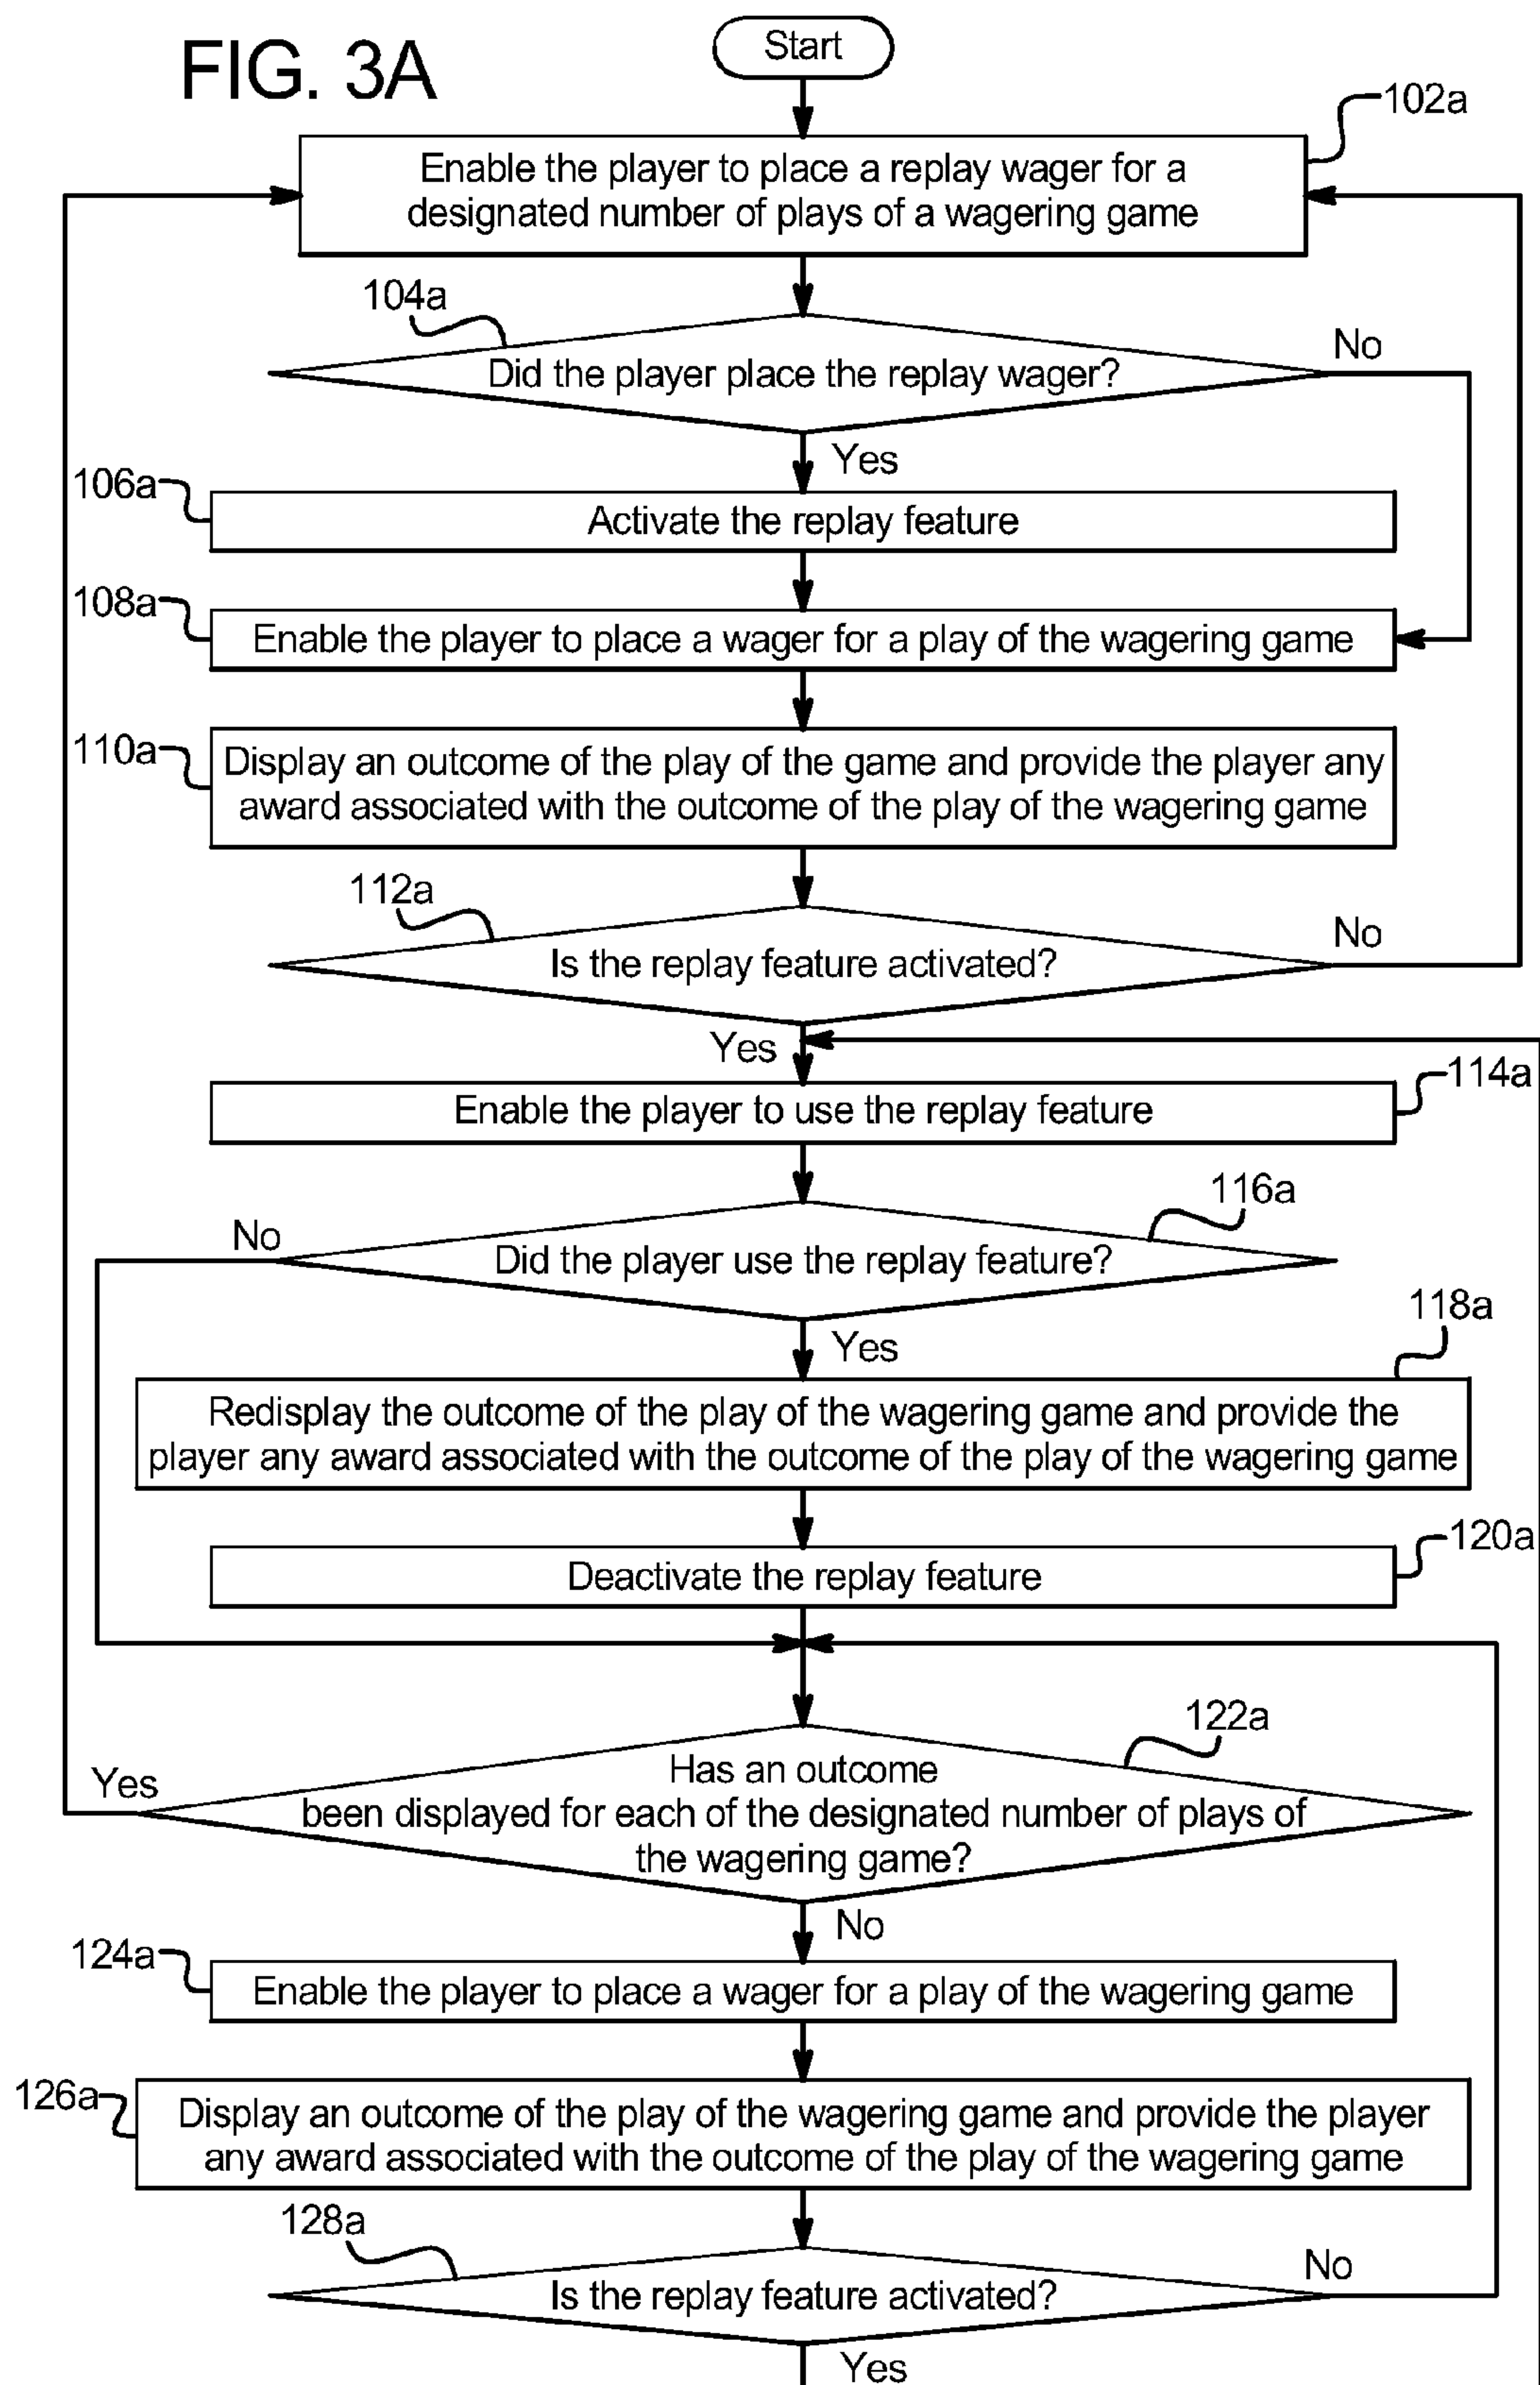 FIG. 3A
Start
102a
Enable the player to place a replay wager for a
designated number of plays of a wagering game
104a
No
Did the player place the replay wager?
Yes
106a
Activate the replay feature
108a
Enable the player to place a wager for a play of the wagering game
110a
Display an outcome of the play of the game and provide the player any
award associated with the outcome of the play of the wagering game
112a
No
Is the replay feature activated?
Yes
114a
Enable the player to use the replay feature
116a
No
Did the player use the replay feature?
Yes
118a
Redisplay the outcome of the play of the wagering game and provide the
player any award associated with the outcome of the play of the wagering game
120a
Deactivate the replay feature
122a
Yes
Has an outcome
been displayed for each of the designated number of plays of
the wagering game?
No
124a
Enable the player to place a wager for a play of the wagering game
126a
Display an outcome of the play of the wagering game and provide the player
any award associated with the outcome of the play of the wagering game
128a
No
Is the replay feature activated?
Yes